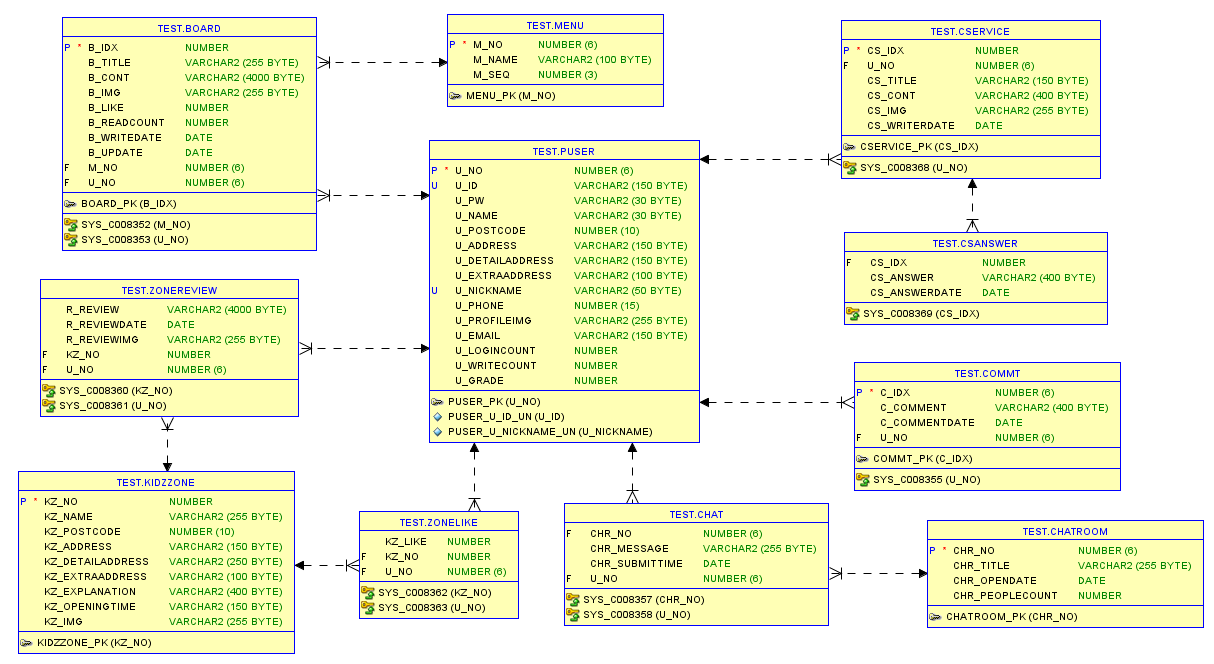 TEST.BOARD
P * B_IDX NUMBER
B_TITLE VARCHAR2 (255 BYTE)
B_CONT VARCHAR2 (4000 BYTE)
B_IMG VARCHAR2 (255 BYTE)
B_LIKE NUMBER
B_READCOUNT NUMBER
B_WRITEDATE DATE
B_UPDATE DATE
F M_NO NUMBER (6)
F U_NO NUMBER (6)
BOARD_PK (B_IDX)
SYS_C008352 (M_NO)
SYS_C008353 (U_NO)
TEST.MENU
P * M_NO NUMBER (6)
M_NAME VARCHAR2 (100 BYTE)
M_SEQ NUMBER (3)
MENU_PK (M_NO)
TEST.CSERVICE
P * CS_IDX NUMBER
F U_NO NUMBER (6)
CS_TITLE VARCHAR2 (150 BYTE)
CS_CONT VARCHAR2 (400 BYTE)
CS_IMG VARCHAR2 (255 BYTE)
CS_WRITERDATE DATE
CSERVICE_PK (CS_IDX)
SYS_C008368 (U_NO)
TEST.PUSER
P * U_NO NUMBER (6)
U U_ID VARCHAR2 (150 BYTE)
U_PW VARCHAR2 (30 BYTE)
U_NAME VARCHAR2 (30 BYTE)
U_POSTCODE NUMBER (10)
U_ADDRESS VARCHAR2 (150 BYTE)
U_DETAILADDRESS VARCHAR2 (150 BYTE)
U_EXTRAADDRESS VARCHAR2 (100 BYTE)
U U_NICKNAME VARCHAR2 (50 BYTE)
U_PHONE NUMBER (15)
U_PROFILEIMG VARCHAR2 (255 BYTE)
U_EMAIL VARCHAR2 (150 BYTE)
U_LOGINCOUNT NUMBER
U_WRITECOUNT NUMBER
U_GRADE NUMBER
PUSER_PK (U_NO)
PUSER_U_ID_UN (U_ID)
PUSER_U_NICKNAME_UN (U_NICKNAME)
TEST.CSANSWER
F CS_IDX NUMBER
CS_ANSWER VARCHAR2 (400 BYTE)
CS_ANSWERDATE DATE
SYS_C008369 (CS_IDX)
TEST.ZONEREVIEW
R_REVIEW VARCHAR2 (4000 BYTE)
R_REVIEWDATE DATE
R_REVIEWIMG VARCHAR2 (255 BYTE)
F KZ_NO NUMBER
F U_NO NUMBER (6)
SYS_C008360 (KZ_NO)
SYS_C008361 (U_NO)
TEST.COMMT
P * C_IDX NUMBER (6)
C_COMMENT VARCHAR2 (400 BYTE)
C_COMMENTDATE DATE
F U_NO NUMBER (6)
COMMT_PK (C_IDX)
SYS_C008355 (U_NO)
TEST.KIDZZONE
P * KZ_NO NUMBER
KZ_NAME VARCHAR2 (255 BYTE)
KZ_POSTCODE NUMBER (10)
KZ_ADDRESS VARCHAR2 (150 BYTE)
KZ_DETAILADDRESS VARCHAR2 (250 BYTE)
KZ_EXTRAADDRESS VARCHAR2 (100 BYTE)
KZ_EXPLANATION VARCHAR2 (400 BYTE)
KZ_OPENINGTIME VARCHAR2 (150 BYTE)
KZ_IMG VARCHAR2 (255 BYTE)
KIDZZONE_PK (KZ_NO)
TEST.ZONELIKE
KZ_LIKE NUMBER
F KZ_NO NUMBER
F U_NO NUMBER (6)
SYS_C008362 (KZ_NO)
SYS_C008363 (U_NO)
TEST.CHAT
F CHR_NO NUMBER (6)
CHR_MESSAGE VARCHAR2 (255 BYTE)
CHR_SUBMITTIME DATE
F U_NO NUMBER (6)
SYS_C008357 (CHR_NO)
SYS_C008358 (U_NO)
TEST.CHATROOM
P * CHR_NO NUMBER (6)
CHR_TITLE VARCHAR2 (255 BYTE)
CHR_OPENDATE DATE
CHR_PEOPLECOUNT NUMBER
CHATROOM_PK (CHR_NO)